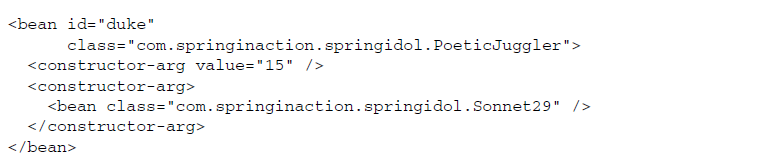 <bean id="duke"
      class="com.springinaction.springidol.PoeticJuggler">
  <constructor-arg value="15" />
  <constructor-arg>
    <bean class="com.springinaction.springidol.Sonnet29" />
  </constructor-arg>
</bean>